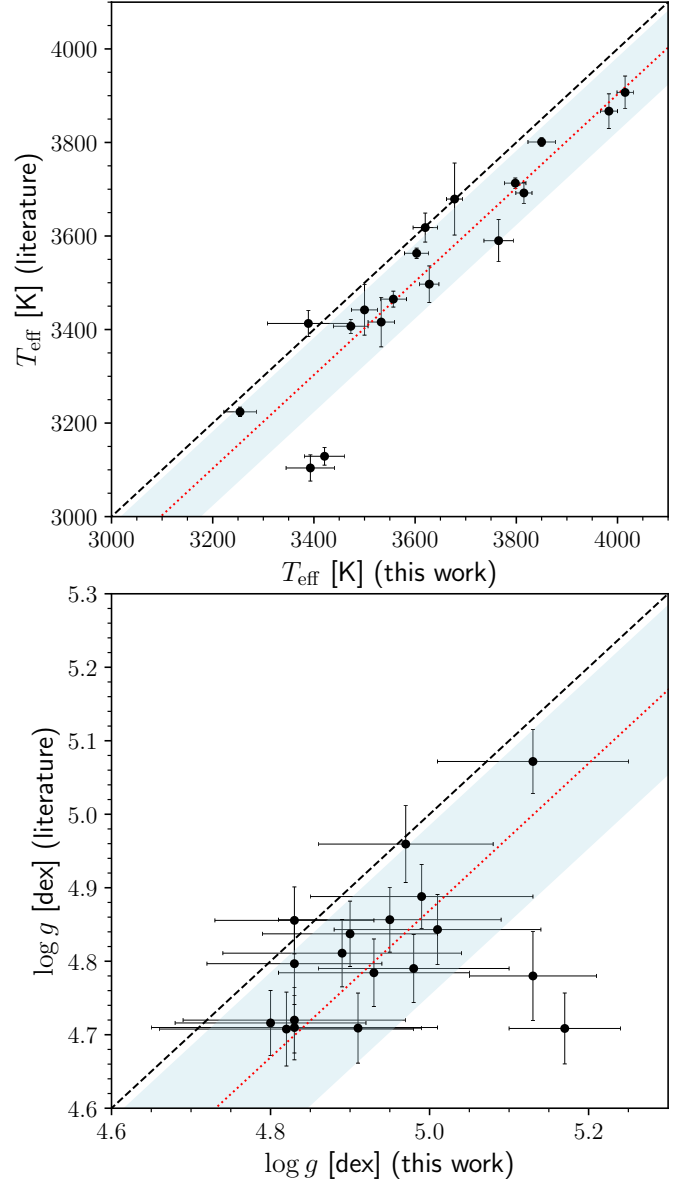 4000
3800
3600
3400
3200
3000
T_eff [K] (literature)
3000 3200 3400 3600 3800 4000
T_eff [K] (this work)
5.3
5.2
5.1
5.0
4.9
4.8
4.7
4.6
log g [dex] (literature)
4.6 4.8 5.0 5.2
log g [dex] (this work)